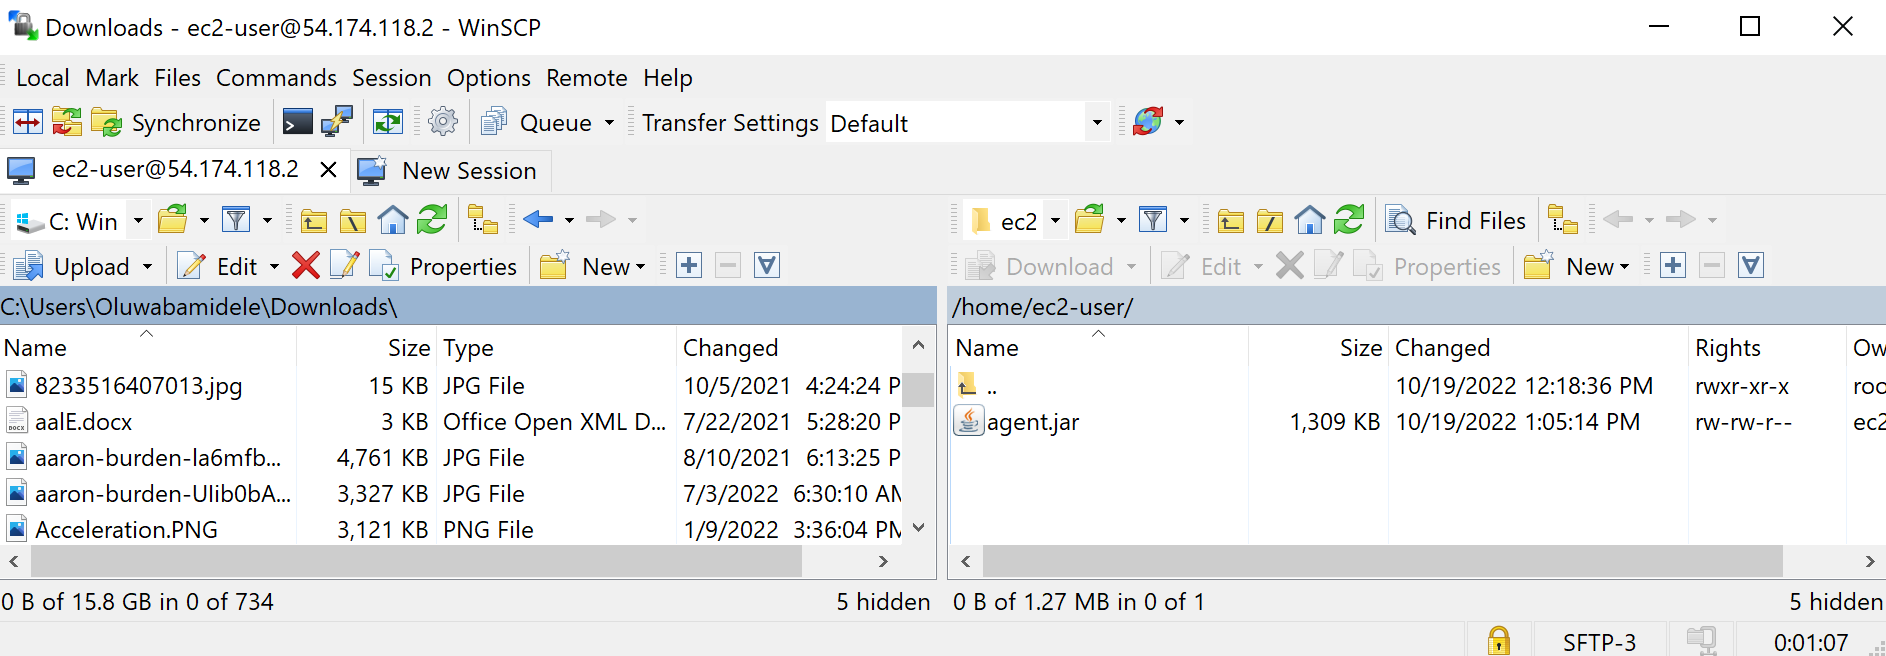 Downloads - ec2-user@54.174.118.2 - WinSCP
Local Mark Files Commands Session Options Remote Help
Synchronize Queue Transfer Settings Default
ec2-user@54.174.118.2 New Session
C: Win ec2 Find Files
Upload Edit Properties New Download Edit Properties New
C:\Users\Oluwabamidele\Downloads\ /home/ec2-user/
Name Size Type Changed Name Size Changed Rights Ow
8233516407013.jpg 15 KB JPG File 10/5/2021 4:24:24 P .. 10/19/2022 12:18:36 PM rwxr-xr-x roo
aalE.docx 3 KB Office Open XML D... 7/22/2021 5:28:20 P agent.jar 1,309 KB 10/19/2022 1:05:14 PM rw-rw-r-- ec2
aaron-burden-la6mfb... 4,761 KB JPG File 8/10/2021 6:13:25 P
aaron-burden-UIib0bA... 3,327 KB JPG File 7/3/2022 6:30:10 AM
Acceleration.PNG 3,121 KB PNG File 1/9/2022 3:36:04 PM
0 B of 15.8 GB in 0 of 734 5 hidden 0 B of 1.27 MB in 0 of 1 5 hidden
SFTP-3 0:01:07